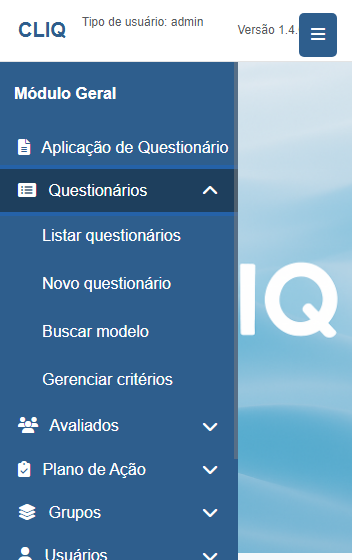 CLIQ
Tipo de usuário: admin
Versão 1.4.
Módulo Geral
Aplicação de Questionário
Questionários
Listar questionários
Novo questionário
Buscar modelo
Gerenciar critérios
Avaliados
Plano de Ação
Grupos
Usuários
IQ